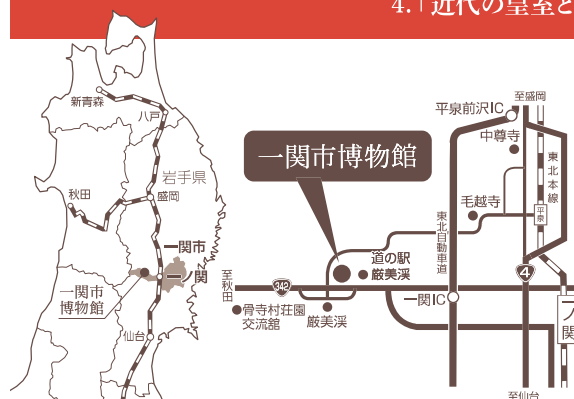 4.「近代の皇室と
新青森
八戸
岩手県
秋田
盛岡
一関市
一ノ関
一関市
博物館
仙台
一関市博物館
至盛岡
平泉前沢IC
中尊寺
東北本線
毛越寺
平泉
東北自動車道
道の駅
厳美渓
至秋田
342
4
骨寺村荘園
交流館
厳美渓
一関IC
一ノ関
至仙台